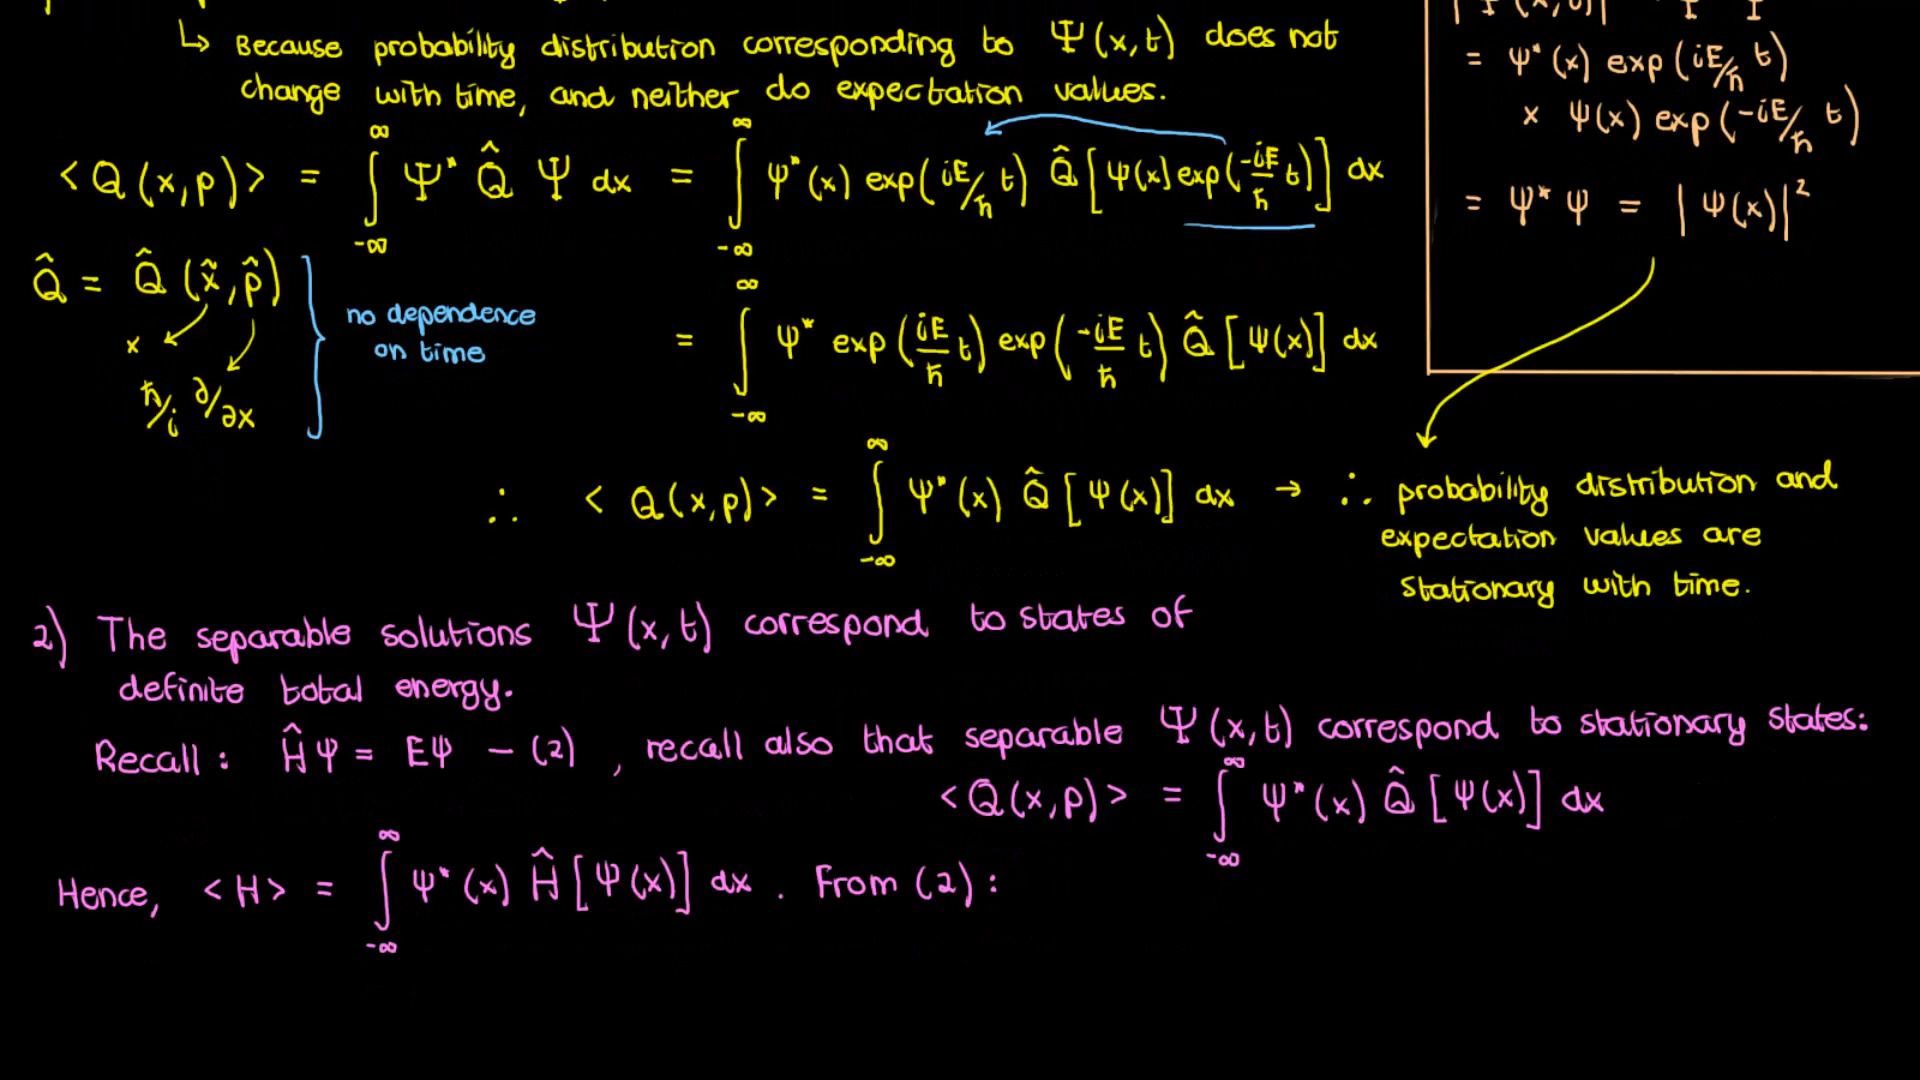 ↳ Because probability distribution corresponding to Ψ(x,t) does not
change with time, and neither do expectation values.
<Q(x,p)> = ∫_{-∞}^{∞} Ψ* Q̂ Ψ dx = ∫_{-∞}^{∞} ψ*(x) exp(iE/ħ t) Q̂ [ψ(x) exp(-iE/ħ t)] dx
Q̂ = Q̂ (x̂, p̂)
x
ħ/i ∂/∂x
no dependence
on time
= ∫_{-∞}^{∞} ψ* exp(iE/ħ t) exp(-iE/ħ t) Q̂ [ψ(x)] dx
∴ <Q(x,p)> = ∫_{-∞}^{∞} ψ*(x) Q̂ [ψ(x)] dx → ∴ probability distribution and
expectation values are
stationary with time.
= ψ*(x) exp(iE/ħ t)
× ψ(x) exp(-iE/ħ t)
= ψ*ψ = |ψ(x)|²
2) The separable solutions Ψ(x,t) correspond to states of
definite total energy.
Recall: Ĥψ = Eψ - (2), recall also that separable Ψ(x,t) correspond to stationary states:
<Q(x,p)> = ∫_{-∞}^{∞} ψ*(x) Q̂ [ψ(x)] dx
Hence, <H> = ∫_{-∞}^{∞} ψ*(x) Ĥ [ψ(x)] dx. From (2):